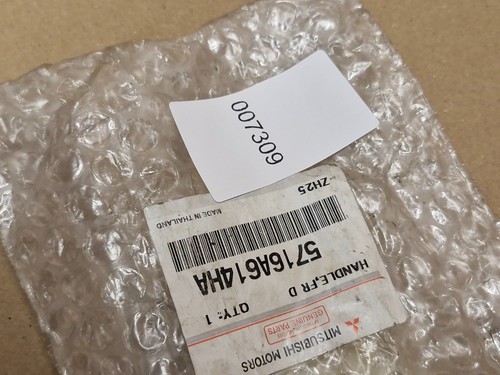 007309
MITSUBISHI MOTORS
GENUINE PARTS
HANDLE,FR D
QTY: 1
5716A614HA
MADE IN THAILAND
ZH25